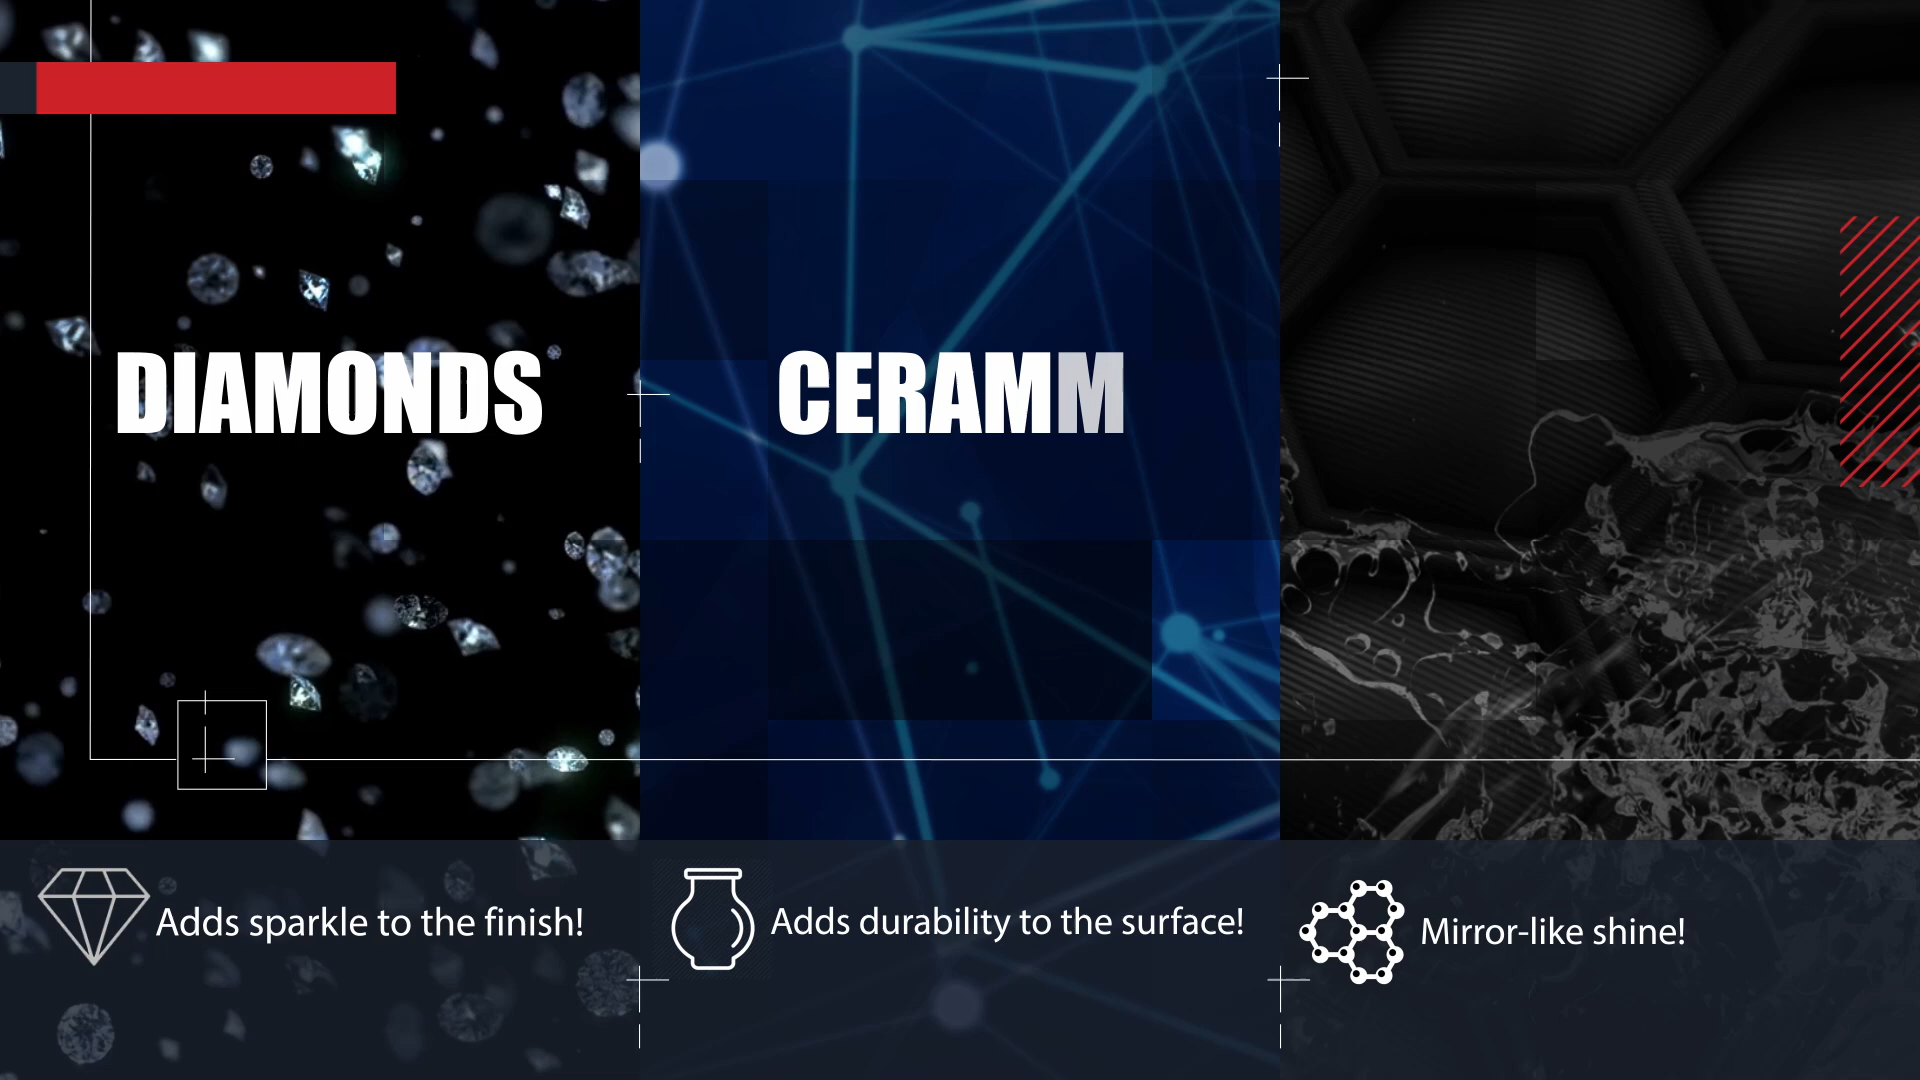 DIAMONDS
CERAMM
Adds sparkle to the finish!
Adds durability to the surface!
Mirror-like shine!